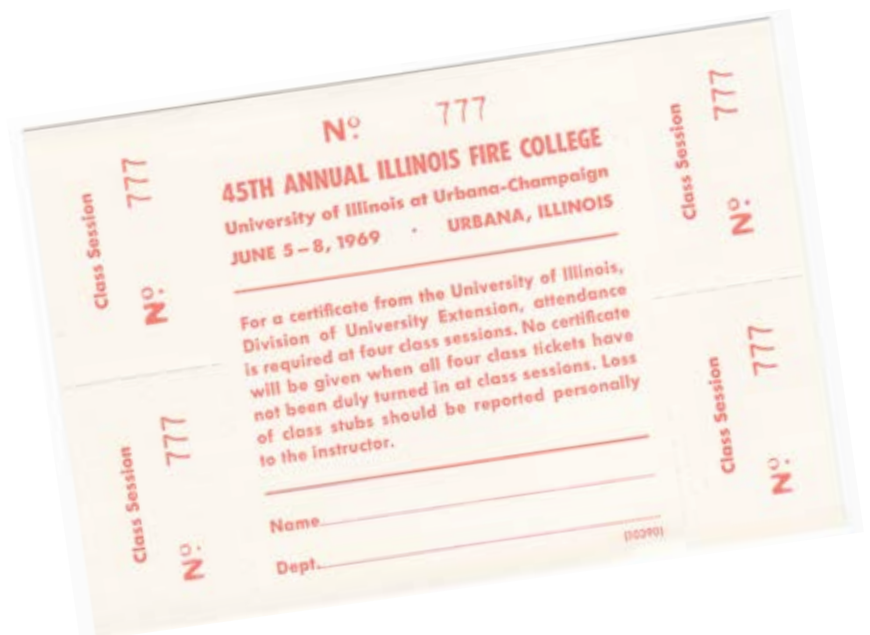 Nº 777
45TH ANNUAL ILLINOIS FIRE COLLEGE
University of Illinois at Urbana-Champaign
JUNE 5-8, 1969 · URBANA, ILLINOIS
For a certificate from the University of Illinois,
Division of University Extension, attendance
is required at four class sessions. No certificate
will be given when all four class tickets have
not been duly turned in at class sessions. Loss
of class stubs should be reported personally
to the instructor.
Name
Dept.
(10390)
Class Session
Nº 777
Class Session
Nº 777
Class Session
Nº 777
Class Session
Nº 777